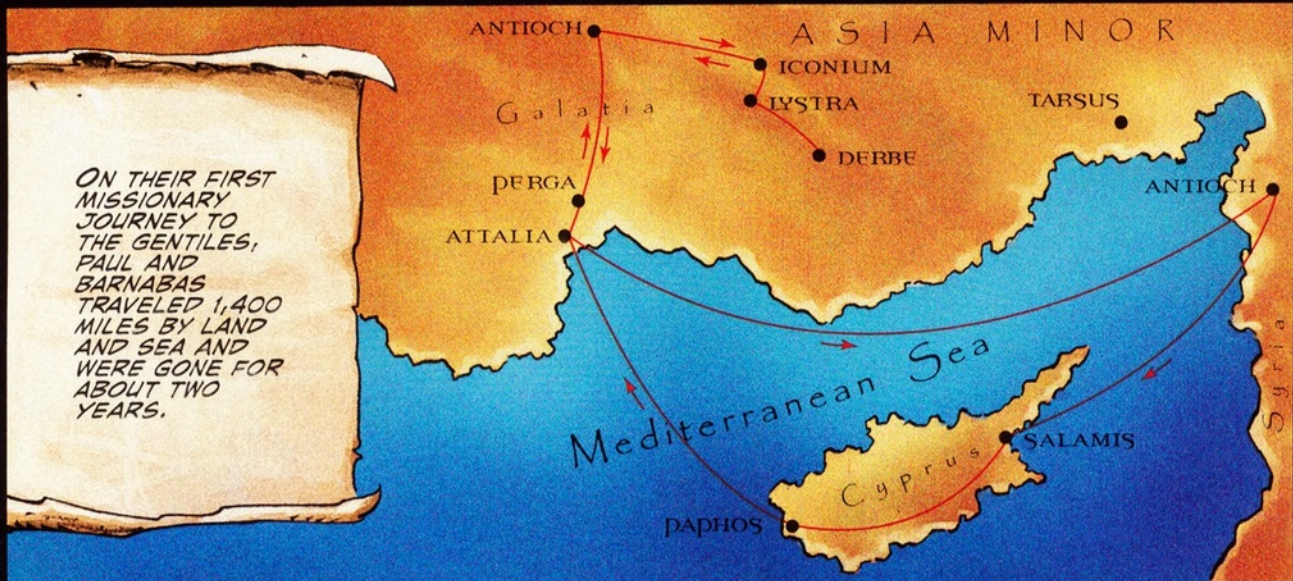 ON THEIR FIRST
MISSIONARY
JOURNEY TO
THE GENTILES,
PAUL AND
BARNABAS
TRAVELED 1,400
MILES BY LAND
AND SEA AND
WERE GONE FOR
ABOUT TWO
YEARS.
ANTIOCH
ASIA MINOR
ICONIUM
Galatia
LYSTRA
TARSUS
DERBE
PERGA
ANTIOCH
ATTALIA
Mediterranean Sea
Syria
Cyprus
SALAMIS
PAPHOS